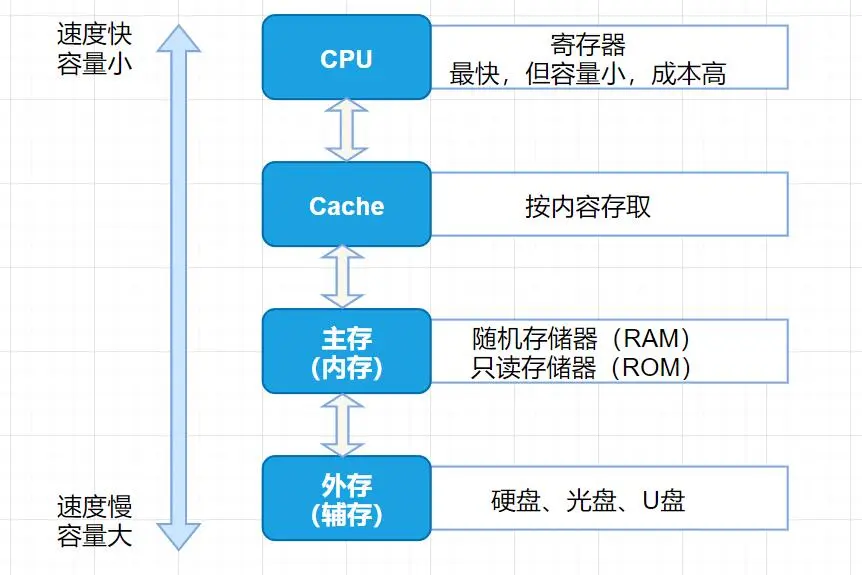 速度快
容量小
CPU
寄存器
最快，但容量小，成本高
Cache
按内容存取
主存
（内存）
随机存储器（RAM）
只读存储器（ROM）
外存
（辅存）
硬盘、光盘、U盘
速度慢
容量大